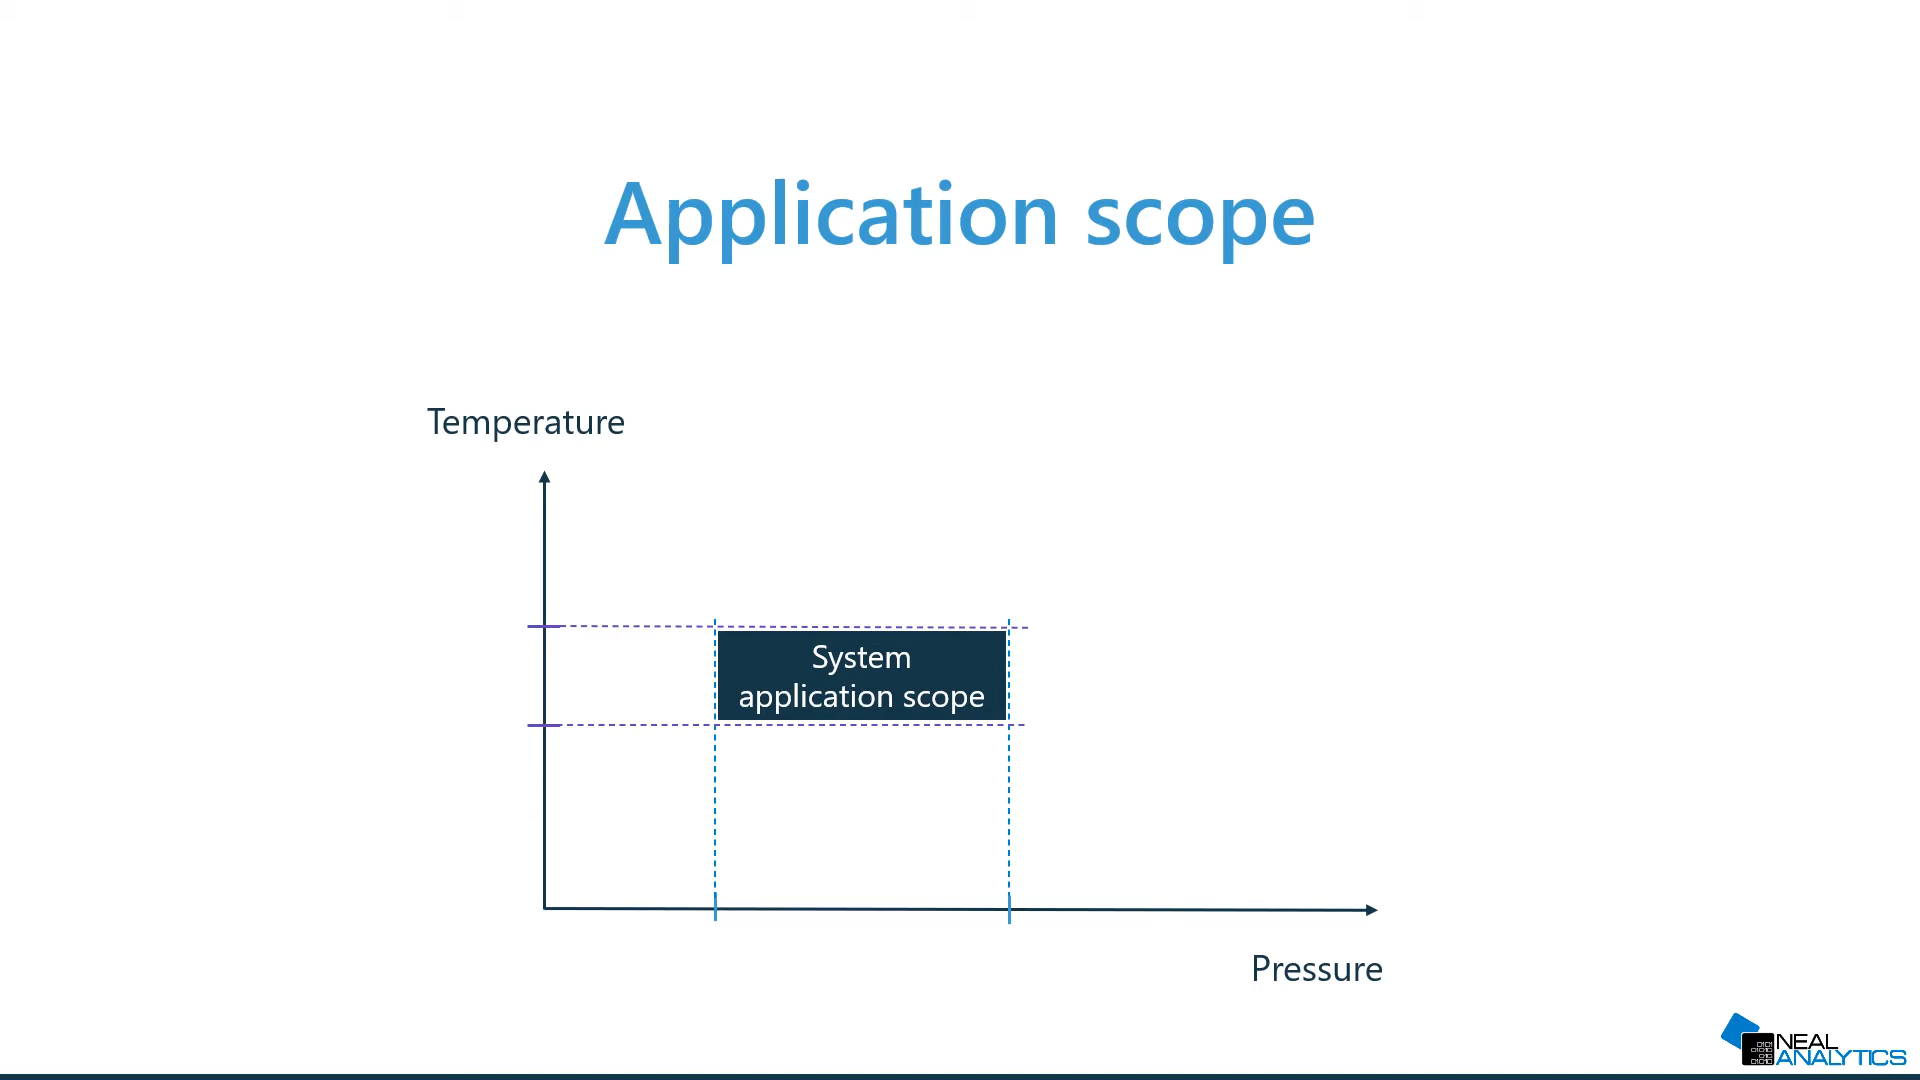 Application scope
Temperature
System
application scope
Pressure
NEAL
ANALYTICS